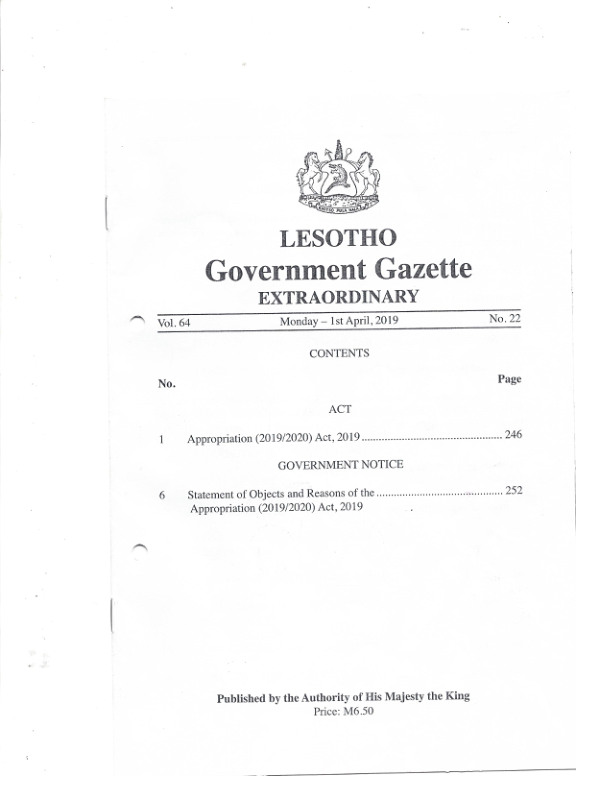 LESOTHO
Government Gazette
EXTRAORDINARY
Vol. 64 Monday – 1st April, 2019 No. 22
CONTENTS
No. Page
ACT
1 Appropriation (2019/2020) Act, 2019 ................................................ 246
GOVERNMENT NOTICE
6 Statement of Objects and Reasons of the ........................................... 252
Appropriation (2019/2020) Act, 2019
Published by the Authority of His Majesty the King
Price: M6.50